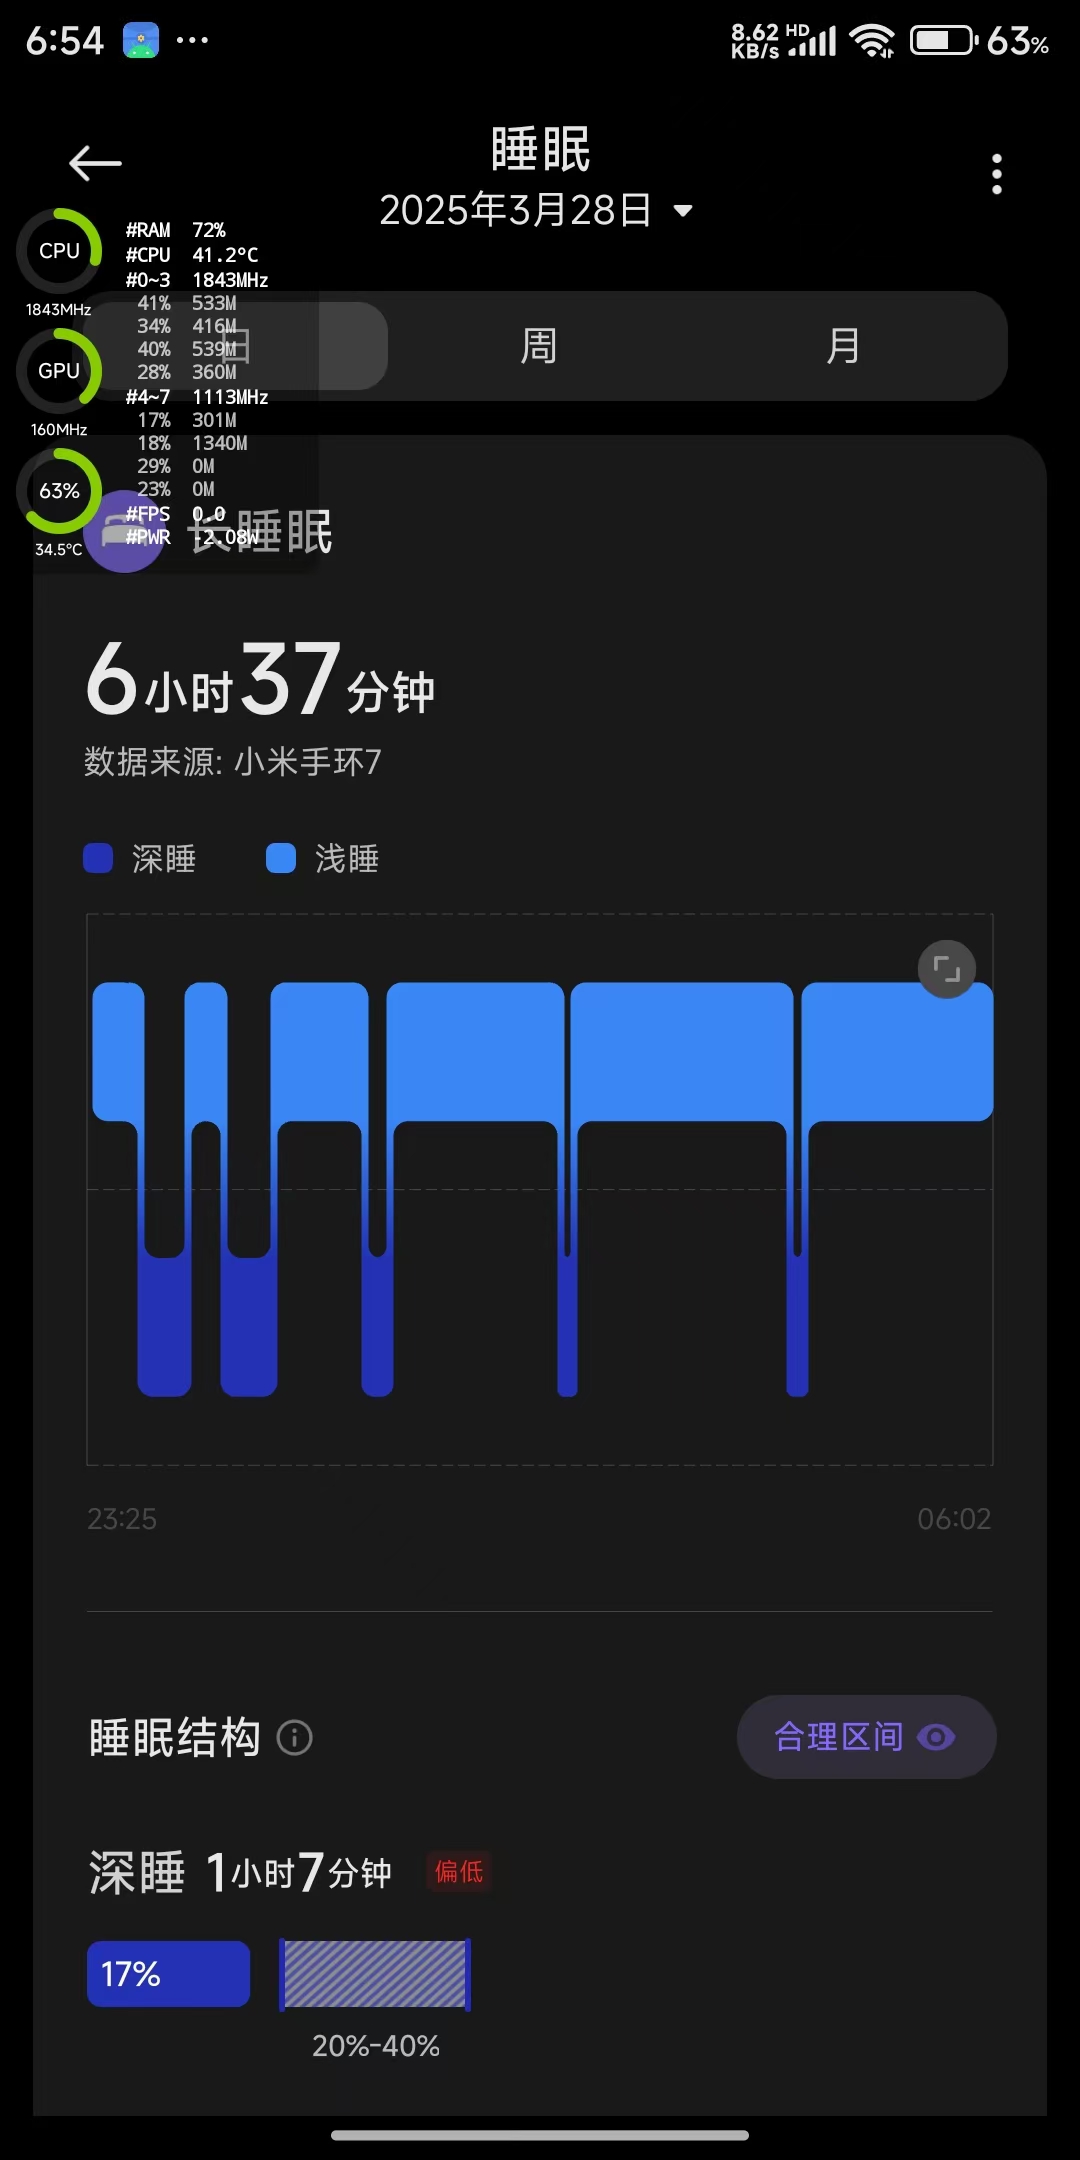 6:54 ... 8.62 KB/s HD 63%
睡眠
2025年3月28日
CPU
1843MHz
GPU
160MHz
63%
34.5°C
#RAM 72%
#CPU 41.2°C
#0~3 1843MHz
41% 533M
34% 416M
40% 539M
28% 360M
#4~7 1113MHz
17% 301M
18% 1340M
29% 0M
23% 0M
#FPS 0.0
#PWR -2.08W
日 周 月
长睡眠
6小时37分钟
数据来源: 小米手环7
深睡 浅睡
23:25 06:02
睡眠结构 合理区间
深睡 1小时7分钟 偏低
17%
20%-40%